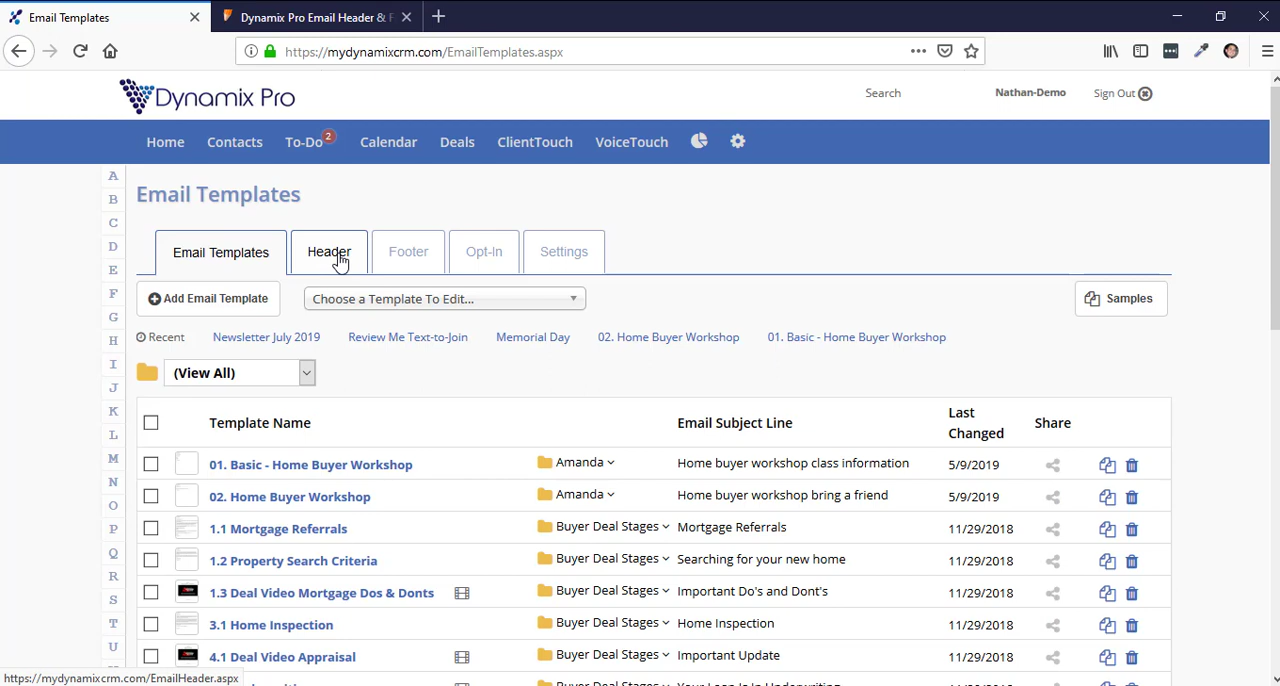 Email Templates
Dynamix Pro Email Header & F
https://mydynamixcrm.com/EmailTemplates.aspx
Dynamix Pro
Search
Nathan-Demo
Sign Out
Home
Contacts
To-Do
2
Calendar
Deals
ClientTouch
VoiceTouch
A
B
C
D
E
F
G
H
I
J
K
L
M
N
O
P
Q
R
S
T
U
Email Templates
Email Templates
Header
Footer
Opt-In
Settings
Add Email Template
Choose a Template To Edit...
Samples
Recent
Newsletter July 2019
Review Me Text-to-Join
Memorial Day
02. Home Buyer Workshop
01. Basic - Home Buyer Workshop
(View All)
Template Name
Email Subject Line
Last Changed
Share
01. Basic - Home Buyer Workshop Amanda Home buyer workshop class information 5/9/2019
02. Home Buyer Workshop Amanda Home buyer workshop bring a friend 5/9/2019
1.1 Mortgage Referrals Buyer Deal Stages Mortgage Referrals 11/29/2018
1.2 Property Search Criteria Buyer Deal Stages Searching for your new home 11/29/2018
1.3 Deal Video Mortgage Dos & Donts Buyer Deal Stages Important Do's and Dont's 11/29/2018
3.1 Home Inspection Buyer Deal Stages Home Inspection 11/29/2018
4.1 Deal Video Appraisal Buyer Deal Stages Important Update 11/29/2018
https://mydynamixcrm.com/EmailHeader.aspx